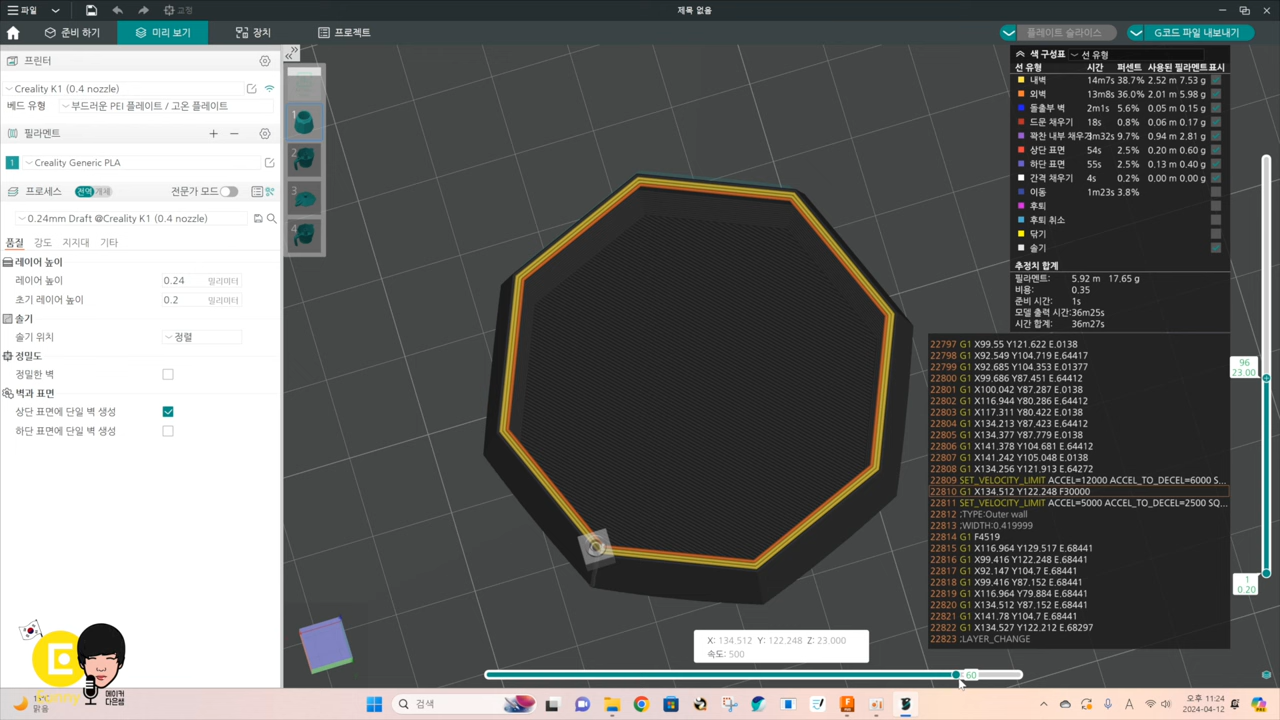 파일
교정
제목 없음
준비 하기
미리 보기
장치
프로젝트
플레이트 슬라이스
G코드 파일 내보내기
프린터
Creality K1 (0.4 nozzle)
베드 유형
부드러운 PEI 플레이트 / 고온 플레이트
필라멘트
1
Creality Generic PLA
프로세스
전역
개체
전문가 모드
0.24mm Draft @Creality K1 (0.4 nozzle)
품질 강도 지지대 기타
레이어 높이
레이어 높이 0.24 밀리미터
초기 레이어 높이 0.2 밀리미터
솔기
솔기 위치 정렬
정밀도
정밀한 벽
벽과 표면
상단 표면에 단일 벽 생성
하단 표면에 단일 벽 생성
1
2
3
4
색 구성표 선 유형
선 유형 시간 퍼센트 사용된 필라멘트 표시
내벽 14m7s 38.7% 2.52 m 7.53 g
외벽 13m8s 36.0% 2.01 m 5.98 g
돌출부 벽 2m1s 5.6% 0.05 m 0.15 g
드문 채우기 18s 0.8% 0.06 m 0.17 g
꽉찬 내부 채우기 3m32s 9.7% 0.94 m 2.81 g
상단 표면 54s 2.5% 0.20 m 0.60 g
하단 표면 55s 2.5% 0.13 m 0.40 g
간격 채우기 4s 0.2% 0.00 m 0.00 g
이동 1m23s 3.8%
후퇴
후퇴 취소
닦기
솔기
추정치 합계
필라멘트: 5.92 m 17.65 g
비용: 0.35
준비 시간: 1s
모델 출력 시간: 36m25s
시간 합계: 36m27s
22797 G1 X99.55 Y121.622 E.0138
22798 G1 X92.549 Y104.719 E.64417
22799 G1 X92.685 Y104.353 E.01377
22800 G1 X99.686 Y87.451 E.64412
22801 G1 X100.042 Y87.287 E.0138
22802 G1 X116.944 Y80.286 E.64412
22803 G1 X117.311 Y80.422 E.0138
22804 G1 X134.213 Y87.423 E.64412
22805 G1 X134.377 Y87.779 E.0138
22806 G1 X141.378 Y104.681 E.64412
22807 G1 X141.242 Y105.048 E.0138
22808 G1 X134.256 Y121.913 E.64272
22809 SET_VELOCITY_LIMIT ACCEL=12000 ACCEL_TO_DECEL=6000 S...
22810 G1 X134.512 Y122.248 F30000
22811 SET_VELOCITY_LIMIT ACCEL=5000 ACCEL_TO_DECEL=2500 SQ...
22812 ;TYPE:Outer wall
22813 ;WIDTH:0.419999
22814 G1 F4519
22815 G1 X116.964 Y129.517 E.68441
22816 G1 X99.416 Y122.248 E.68441
22817 G1 X92.147 Y104.7 E.68441
22818 G1 X99.416 Y87.152 E.68441
22819 G1 X116.964 Y79.884 E.68441
22820 G1 X134.512 Y87.152 E.68441
22821 G1 X141.78 Y104.7 E.68441
22822 G1 X134.527 Y122.212 E.68297
22823 ;LAYER_CHANGE
96
23.00
1
0.20
X: 134.512 Y: 122.248 Z: 23.000
속도: 500
60
메이커
다은쌤
맑음
검색
A
오후 11:24
2024-04-12